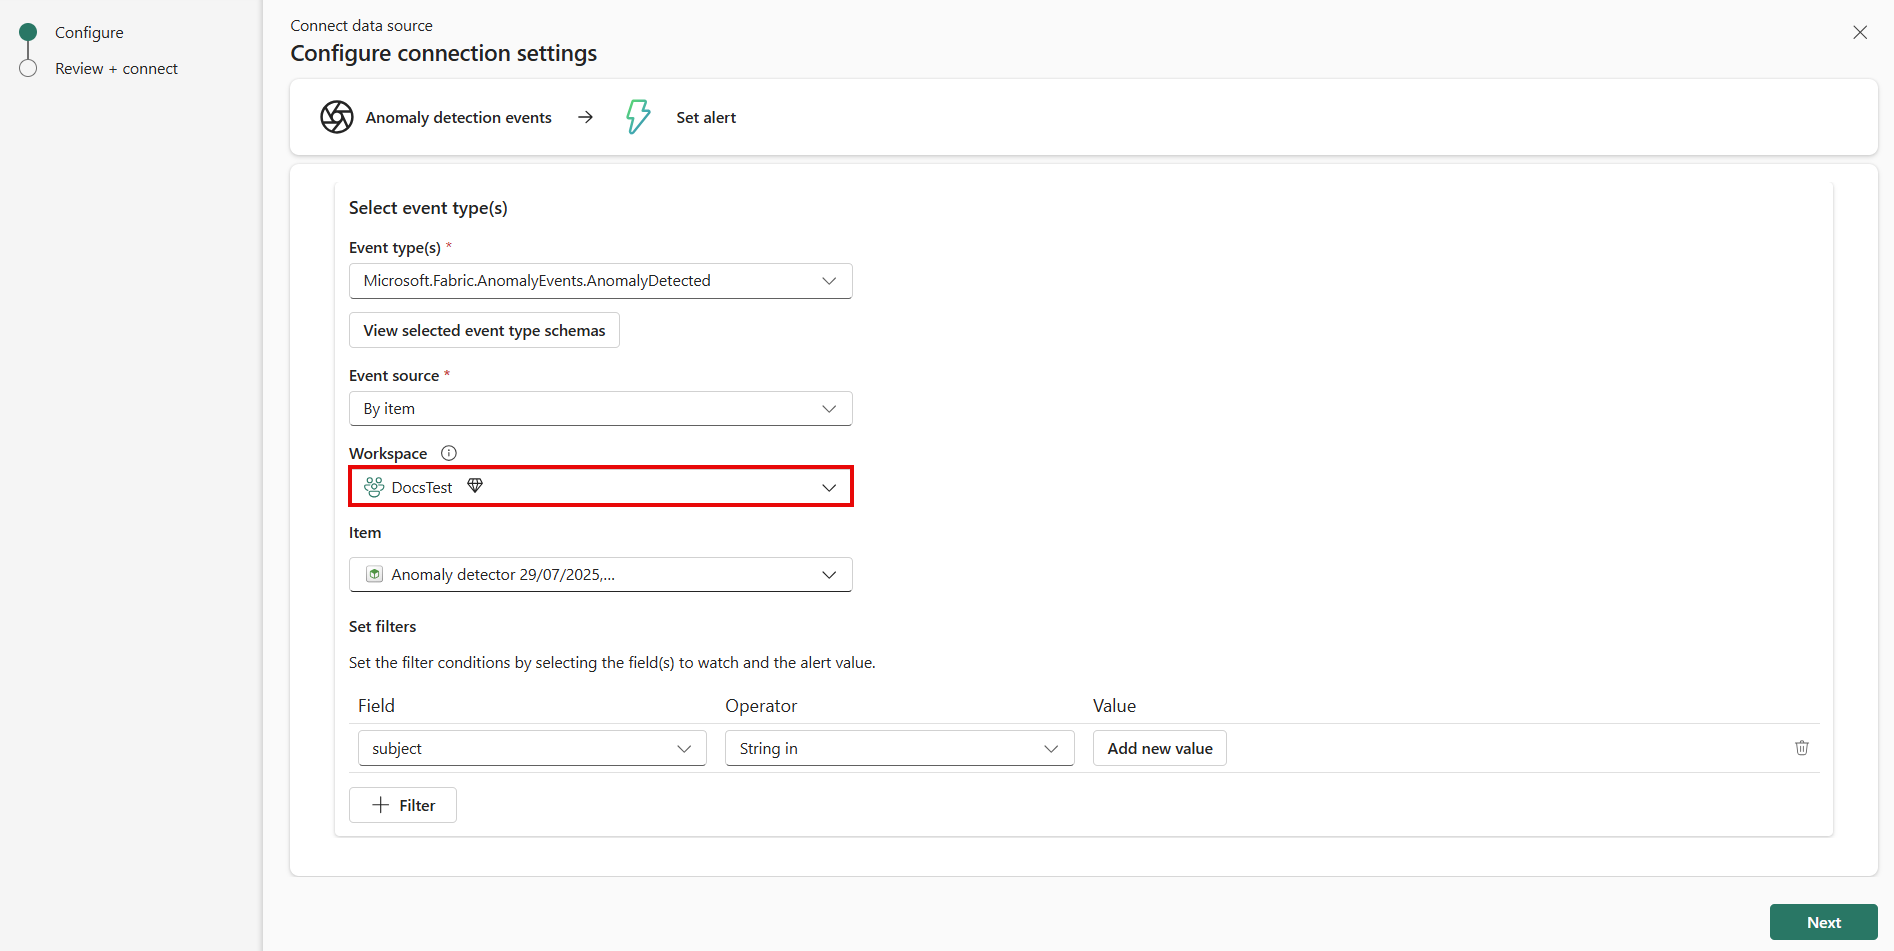 Configure
Review + connect
Connect data source
Configure connection settings
Anomaly detection events
Set alert
Select event type(s)
Event type(s) *
Microsoft.Fabric.AnomalyEvents.AnomalyDetected
View selected event type schemas
Event source *
By item
Workspace
DocsTest
Item
Anomaly detector 29/07/2025,...
Set filters
Set the filter conditions by selecting the field(s) to watch and the alert value.
Field Operator Value
subject String in Add new value
Filter
Next